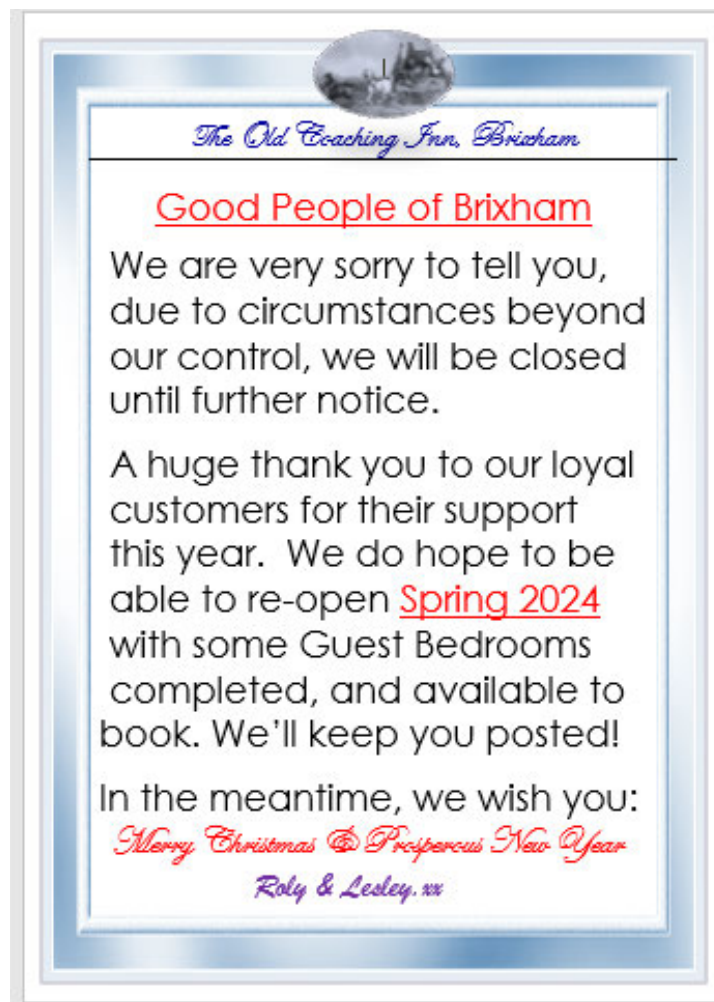 The Old Coaching Inn, Brixham
Good People of Brixham
We are very sorry to tell you,
due to circumstances beyond
our control, we will be closed
until further notice.
A huge thank you to our loyal
customers for their support
this year.  We do hope to be
able to re-open Spring 2024
with some Guest Bedrooms
completed, and available to
book. We'll keep you posted!
In the meantime, we wish you:
Merry Christmas & Prosperous New Year
Roly & Lesley.xx